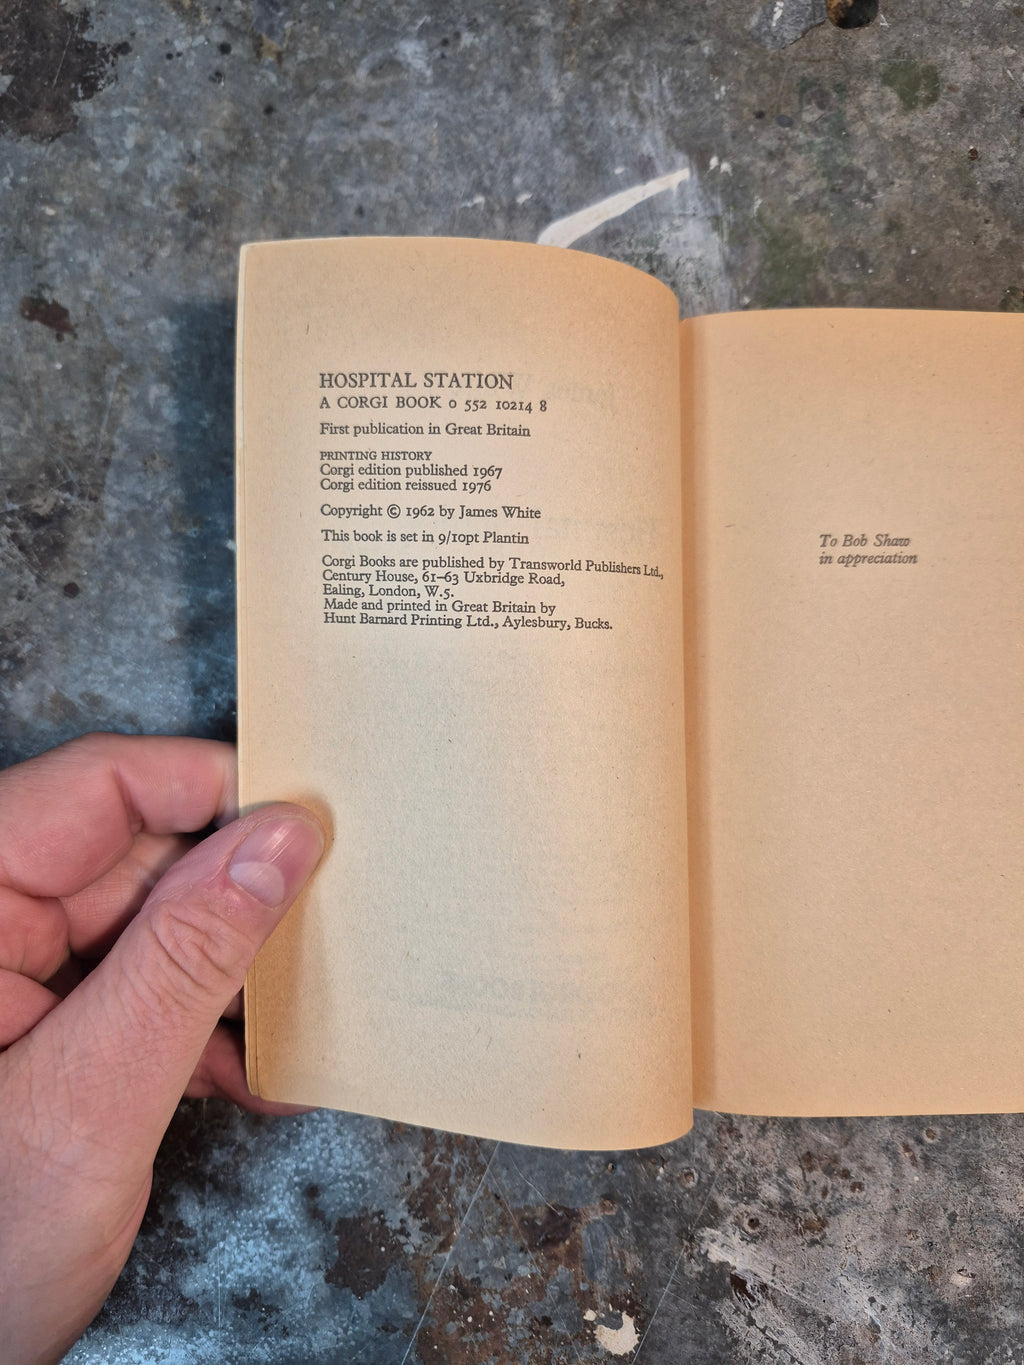 HOSPITAL STATION
A CORGI BOOK 0 552 10214 8
First publication in Great Britain
PRINTING HISTORY
Corgi edition published 1967
Corgi edition reissued 1976
Copyright © 1962 by James White
This book is set in 9/10pt Plantin
Corgi Books are published by Transworld Publishers Ltd.,
Century House, 61–63 Uxbridge Road,
Ealing, London, W.5.
Made and printed in Great Britain by
Hunt Barnard Printing Ltd., Aylesbury, Bucks.
To Bob Shaw
in appreciation